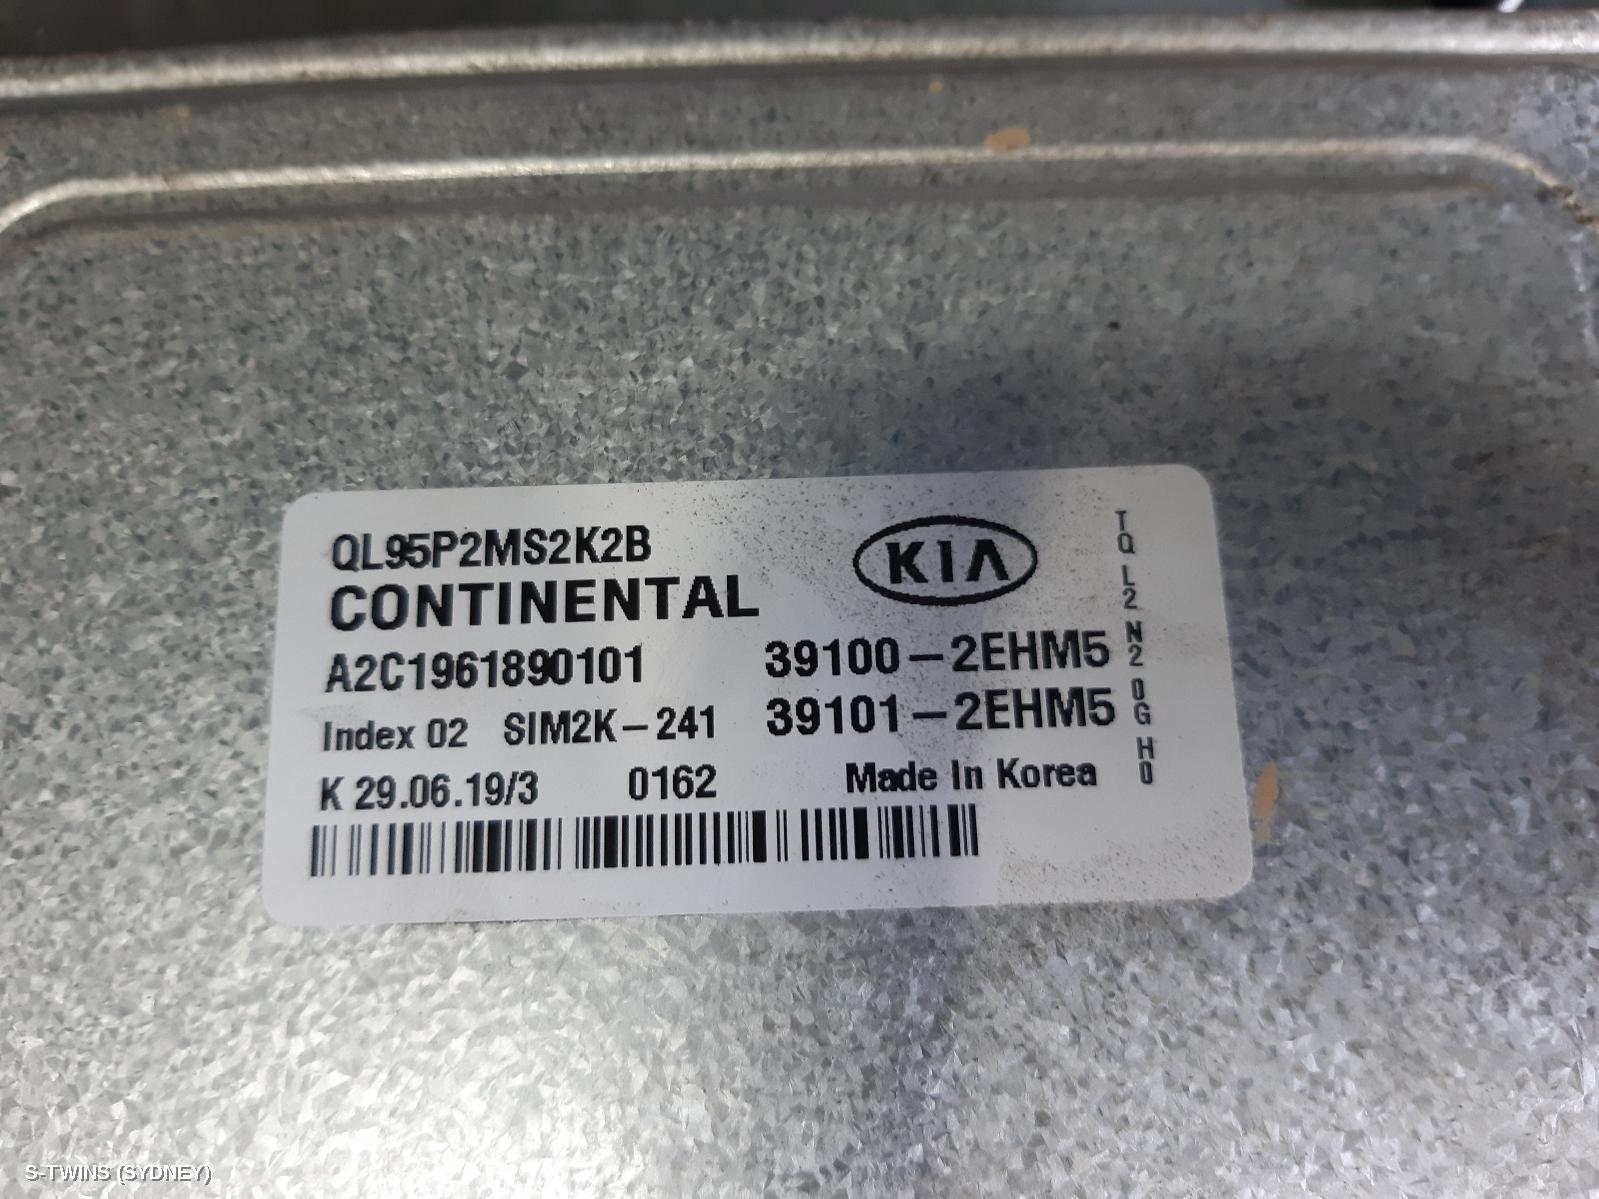 QL95P2MS2K2B
CONTINENTAL
KIA
A2C1961890101 39100-2EHM5
Index 02 SIM2K-241 39101-2EHM5
K 29.06.19/3 0162 Made In Korea
TQ L2 N2 0G H0
S-TWINS (SYDNEY)